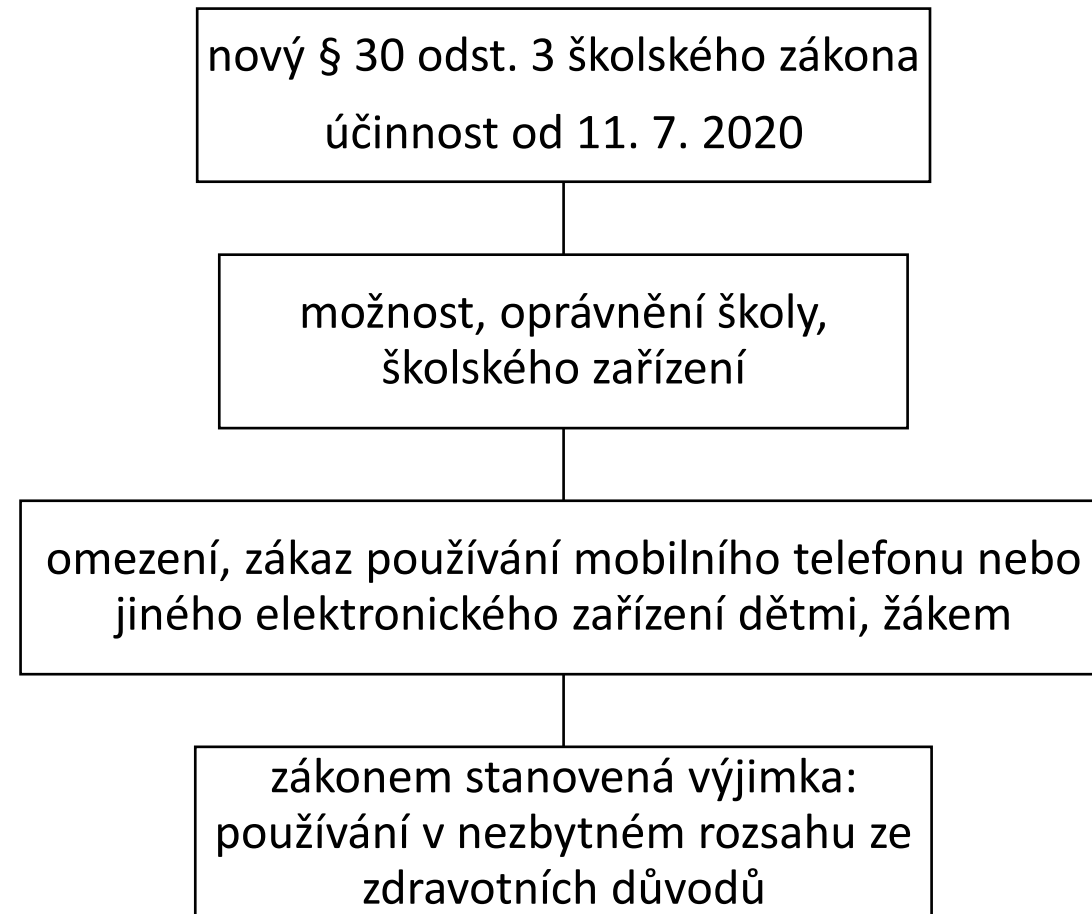 nový § 30 odst. 3 školského zákona
účinnost od 11. 7. 2020
možnost, oprávnění školy,
školského zařízení
omezení, zákaz používání mobilního telefonu nebo
jiného elektronického zařízení dětmi, žákem
zákonem stanovená výjimka:
používání v nezbytném rozsahu ze
zdravotních důvodů